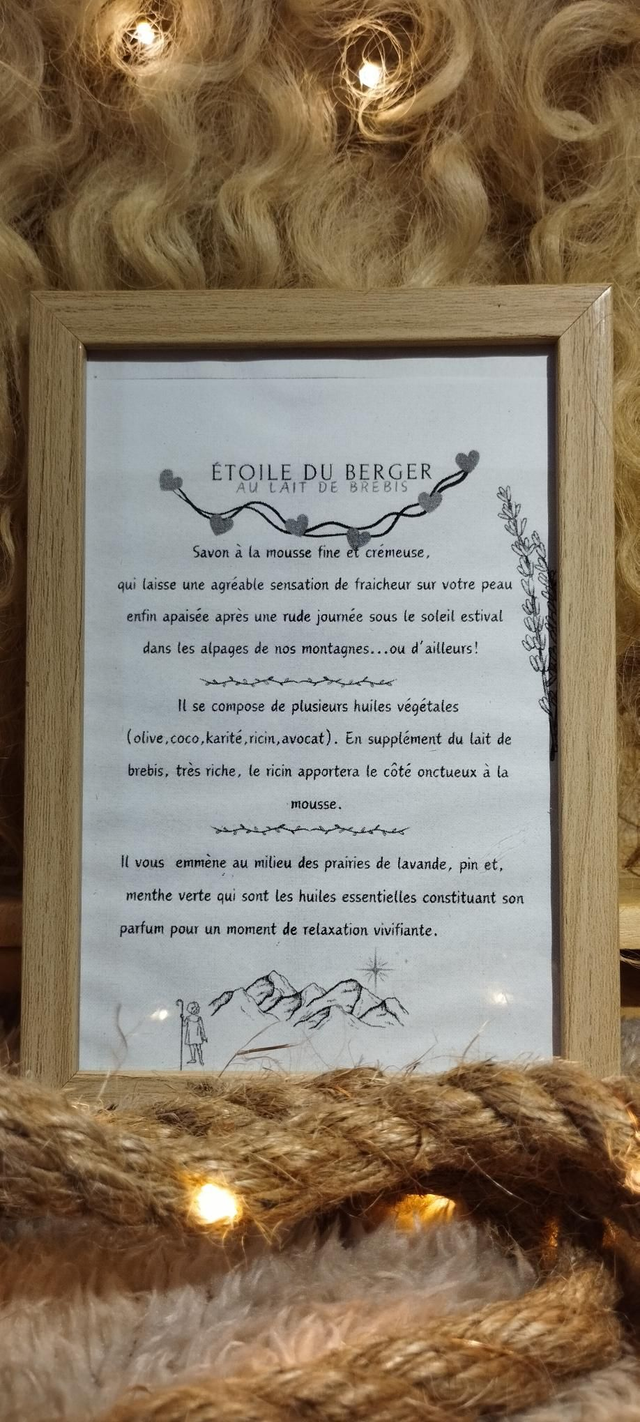 ÉTOILE DU BERGER
AU LAIT DE BREBIS
Savon à la mousse fine et crémeuse,
qui laisse une agréable sensation de fraicheur sur votre peau
enfin apaisée après une rude journée sous le soleil estival
dans les alpages de nos montagnes...ou d'ailleurs!
Il se compose de plusieurs huiles végétales
(olive,coco,karité,ricin,avocat). En supplément du lait de
brebis, très riche, le ricin apportera le côté onctueux à la
mousse.
Il vous emmène au milieu des prairies de lavande, pin et,
menthe verte qui sont les huiles essentielles constituant son
parfum pour un moment de relaxation vivifiante.